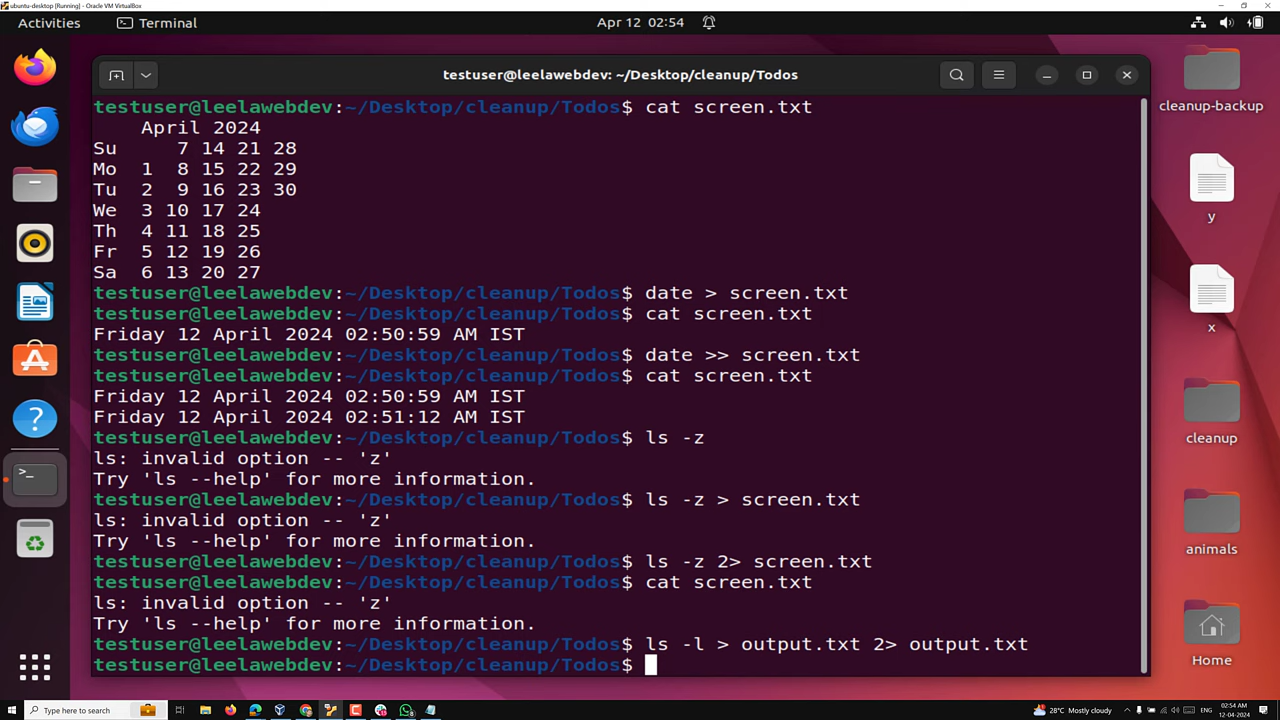 ubuntu-desktop [Running] - Oracle VM VirtualBox
Activities Terminal Apr 12 02:54
testuser@leelawebdev: ~/Desktop/cleanup/Todos
testuser@leelawebdev:~/Desktop/cleanup/Todos$ cat screen.txt
April 2024
Su 7 14 21 28
Mo 1 8 15 22 29
Tu 2 9 16 23 30
We 3 10 17 24
Th 4 11 18 25
Fr 5 12 19 26
Sa 6 13 20 27
testuser@leelawebdev:~/Desktop/cleanup/Todos$ date > screen.txt
testuser@leelawebdev:~/Desktop/cleanup/Todos$ cat screen.txt
Friday 12 April 2024 02:50:59 AM IST
testuser@leelawebdev:~/Desktop/cleanup/Todos$ date >> screen.txt
testuser@leelawebdev:~/Desktop/cleanup/Todos$ cat screen.txt
Friday 12 April 2024 02:50:59 AM IST
Friday 12 April 2024 02:51:12 AM IST
testuser@leelawebdev:~/Desktop/cleanup/Todos$ ls -z
ls: invalid option -- 'z'
Try 'ls --help' for more information.
testuser@leelawebdev:~/Desktop/cleanup/Todos$ ls -z > screen.txt
ls: invalid option -- 'z'
Try 'ls --help' for more information.
testuser@leelawebdev:~/Desktop/cleanup/Todos$ ls -z 2> screen.txt
testuser@leelawebdev:~/Desktop/cleanup/Todos$ cat screen.txt
ls: invalid option -- 'z'
Try 'ls --help' for more information.
testuser@leelawebdev:~/Desktop/cleanup/Todos$ ls -l > output.txt 2> output.txt
testuser@leelawebdev:~/Desktop/cleanup/Todos$
cleanup-backup
y
x
cleanup
animals
Home
Type here to search
28°C Mostly cloudy
ENG
02:54 AM
12-04-2024